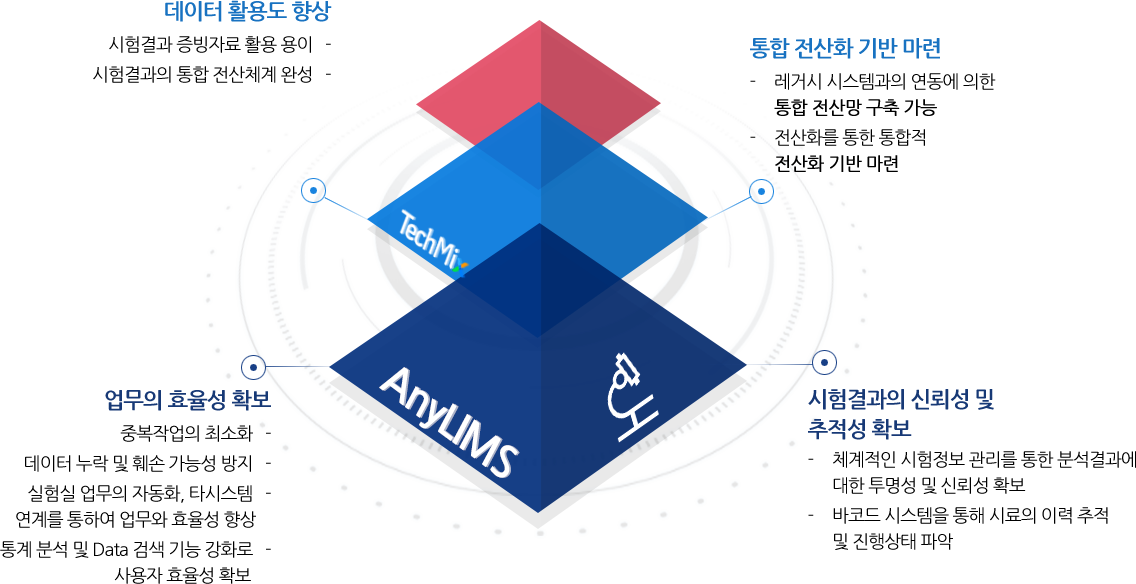 데이터 활용도 향상
시험결과 증빙자료 활용 용이 -
시험결과의 통합 전산체계 완성 -
통합 전산화 기반 마련
- 레거시 시스템과의 연동에 의한
통합 전산망 구축 가능
- 전산화를 통한 통합적
전산화 기반 마련
TechMix
AnyLIMS
업무의 효율성 확보
중복작업의 최소화 -
데이터 누락 및 훼손 가능성 방지 -
실험실 업무의 자동화, 타시스템 -
연계를 통하여 업무와 효율성 향상
통계 분석 및 Data 검색 기능 강화로 -
사용자 효율성 확보
시험결과의 신뢰성 및
추적성 확보
- 체계적인 시험정보 관리를 통한 분석결과에
대한 투명성 및 신뢰성 확보
- 바코드 시스템을 통해 시료의 이력 추적
및 진행상태 파악